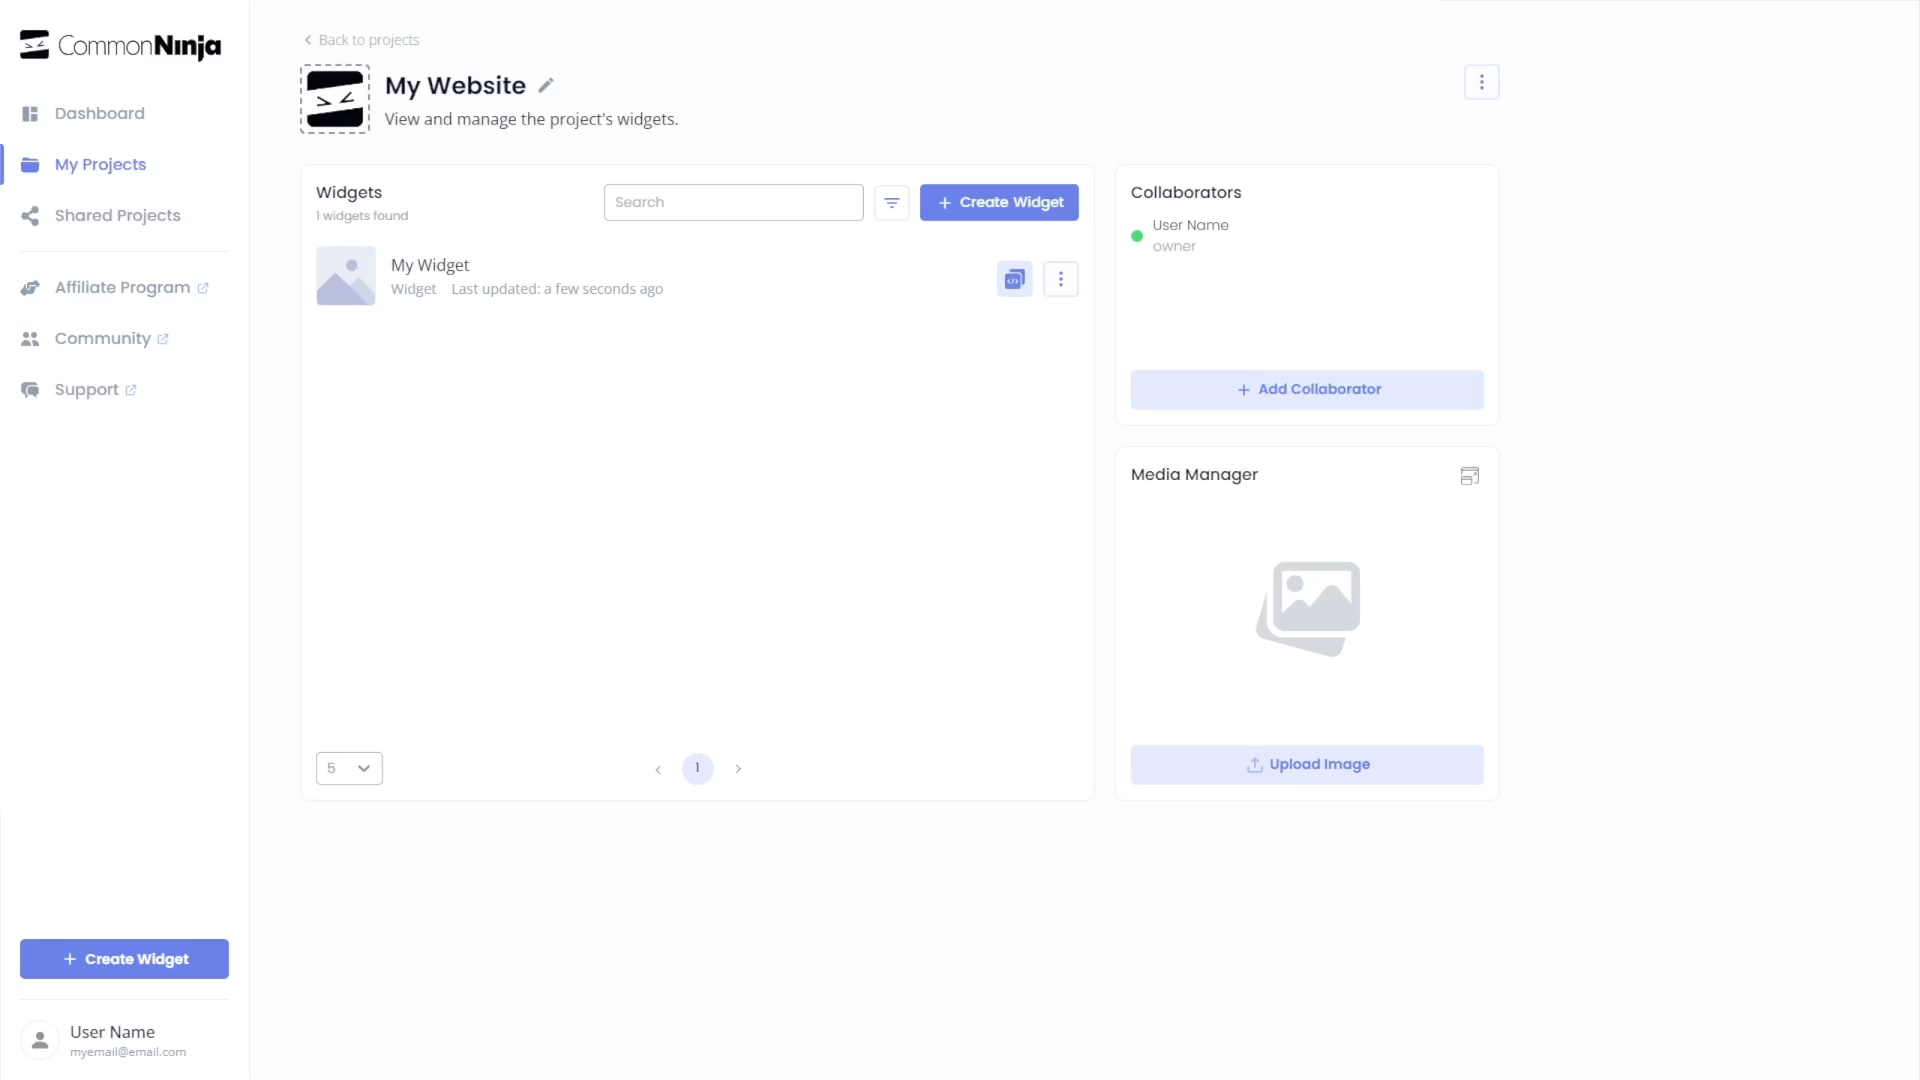 CommonNinja
Dashboard
My Projects
Shared Projects
Affiliate Program
Community
Support
Create Widget
User Name
myemail@email.com
Back to projects
My Website
View and manage the project's widgets.
Widgets
1 widgets found
Search
Create Widget
My Widget
Widget Last updated: a few seconds ago
5
1
Collaborators
User Name
owner
Add Collaborator
Media Manager
Upload Image